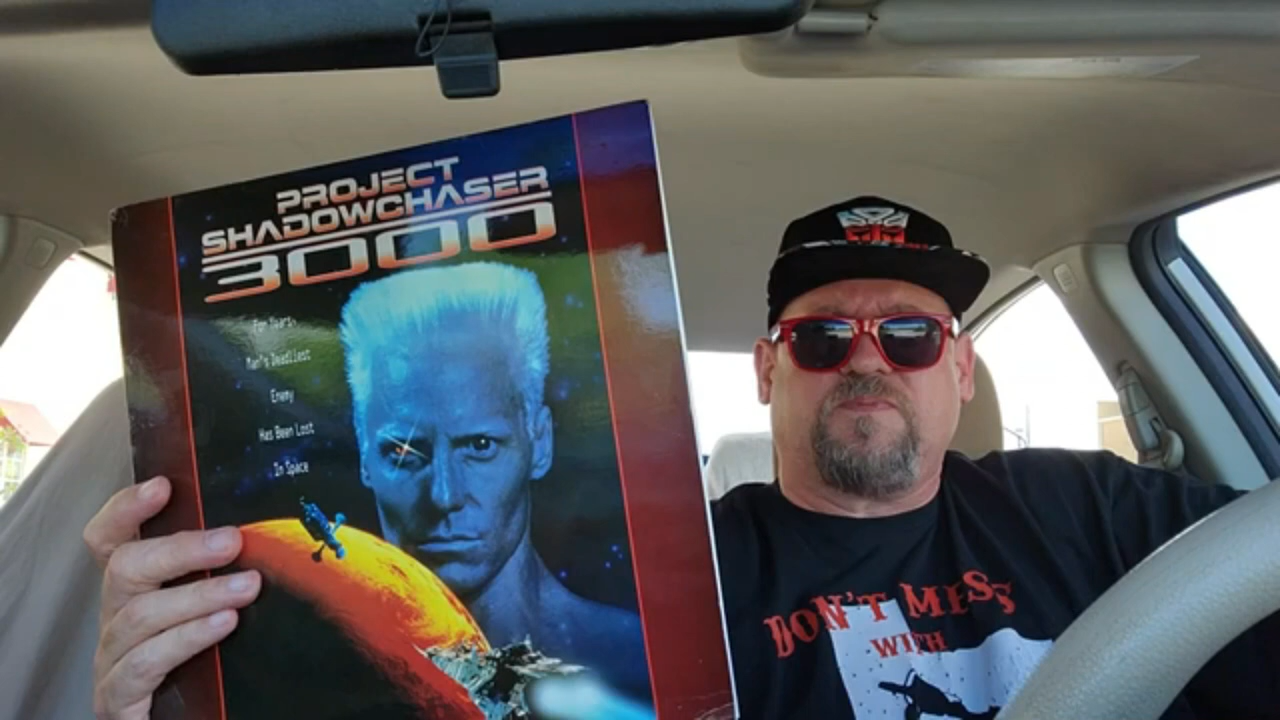 PROJECT
SHADOWCHASER
3000
For Years,
Man's Deadliest
Enemy
Has Been Lost
In Space
DON'T MESS
WITH